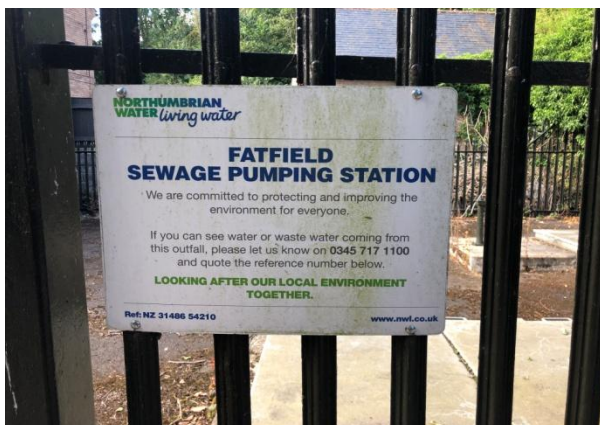 NORTHUMBRIAN
WATER living water
FATFIELD
SEWAGE PUMPING STATION
We are committed to protecting and improving the
environment for everyone.
If you can see water or waste water coming from
this outfall, please let us know on 0345 717 1100
and quote the reference number below.
LOOKING AFTER OUR LOCAL ENVIRONMENT
TOGETHER.
Ref: NZ 31486 54210
www.nwl.co.uk